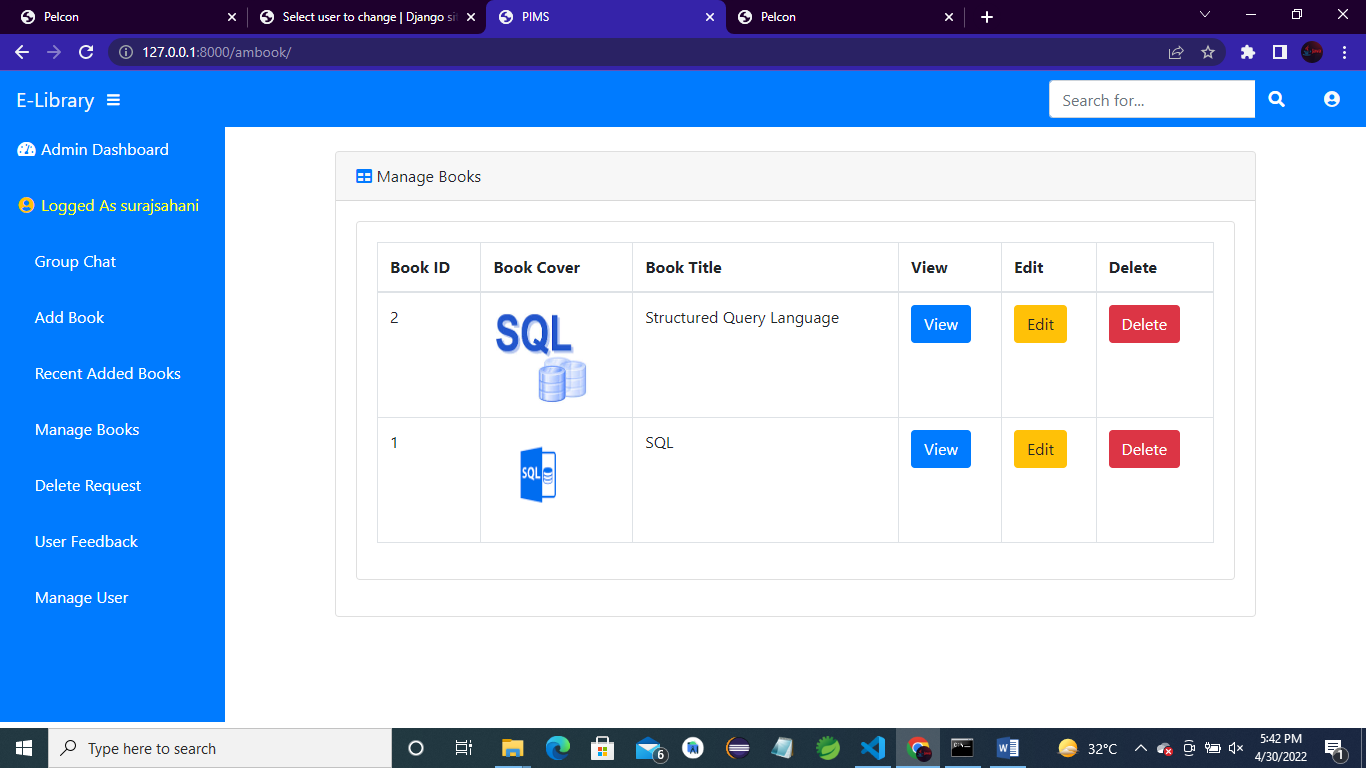 Pelcon
Select user to change | Django si
PIMS
Pelcon
127.0.0.1:8000/ambook/
E-Library
Search for...
Admin Dashboard
Logged As surajsahani
Group Chat
Add Book
Recent Added Books
Manage Books
Delete Request
User Feedback
Manage User
Manage Books
Book ID Book Cover Book Title View Edit Delete
2 SQL Structured Query Language View Edit Delete
1 SQL SQL View Edit Delete
Type here to search
6
32°C
5:42 PM
4/30/2022
1